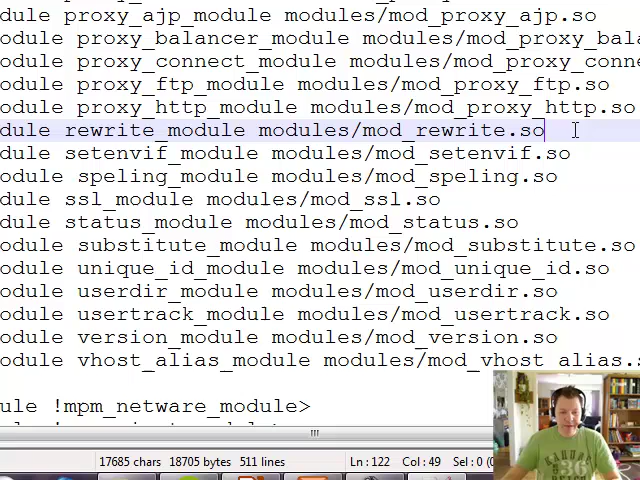 dule proxy_ajp_module modules/mod_proxy_ajp.so
odule proxy_balancer_module modules/mod_proxy_bala
odule proxy_connect_module modules/mod_proxy_conne
odule proxy_ftp_module modules/mod_proxy_ftp.so
odule proxy_http_module modules/mod_proxy_http.so
dule rewrite_module modules/mod_rewrite.so
dule setenvif_module modules/mod_setenvif.so
odule speling_module modules/mod_speling.so
dule ssl_module modules/mod_ssl.so
dule status_module modules/mod_status.so
odule substitute_module modules/mod_substitute.so
odule unique_id_module modules/mod_unique_id.so
odule userdir_module modules/mod_userdir.so
odule usertrack_module modules/mod_usertrack.so
odule version_module modules/mod_version.so
odule vhost_alias_module modules/mod_vhost_alias.s
ule !mpm_netware_module>
17685 chars 18705 bytes 511 lines Ln : 122 Col : 49 Sel : 0 (0
36